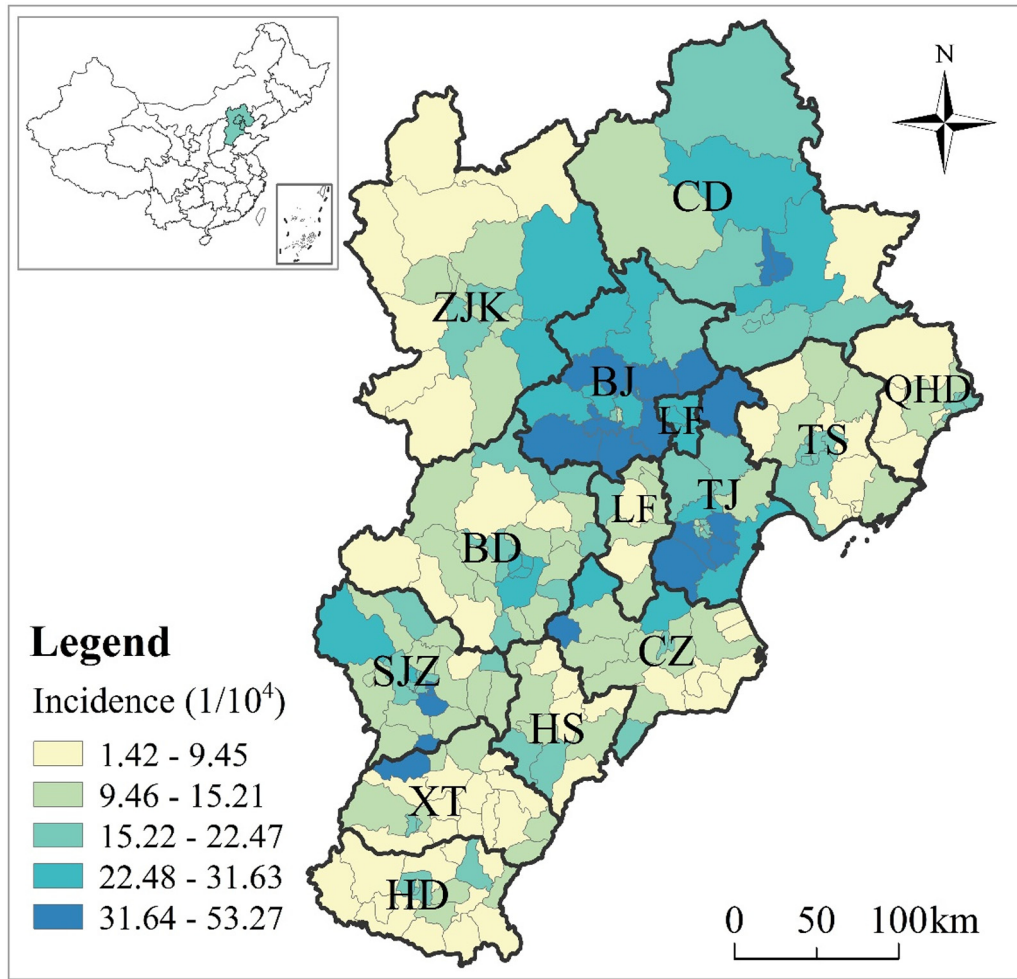 N
CD
ZJK
BJ
QHD
LF
TS
TJ
LF
BD
CZ
SJZ
HS
XT
HD
Legend
Incidence (1/10⁴)
1.42 - 9.45
9.46 - 15.21
15.22 - 22.47
22.48 - 31.63
31.64 - 53.27
0 50 100km